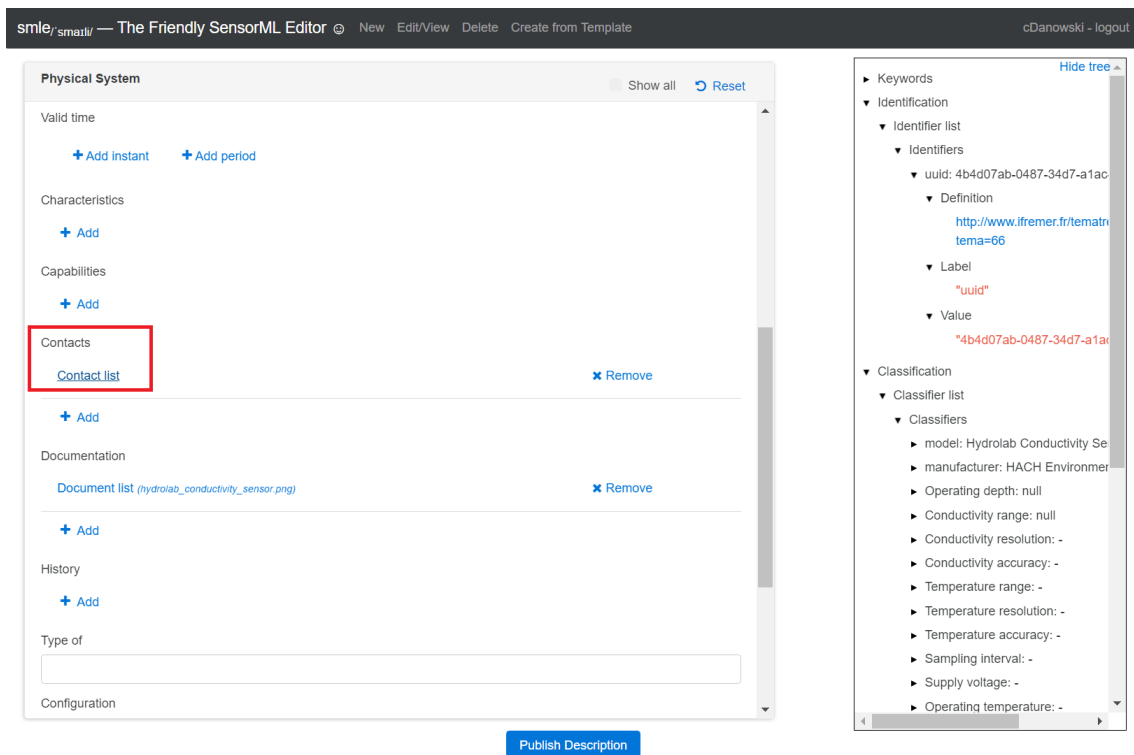 smle/ˈsmaɪli/ — The Friendly SensorML Editor ☺ New Edit/View Delete Create from Template cDanowski - logout
Physical System
Show all Reset
Valid time
Add instant Add period
Characteristics
Add
Capabilities
Add
Contacts
Contact list Remove
Add
Documentation
Document list (hydrolab_conductivity_sensor.png) Remove
Add
History
Add
Type of
Configuration
Publish Description
Hide tree
Keywords
Identification
Identifier list
Identifiers
uuid: 4b4d07ab-0487-34d7-a1ac-
Definition
http://www.ifremer.fr/tematre
tema=66
Label
"uuid"
Value
"4b4d07ab-0487-34d7-a1ac
Classification
Classifier list
Classifiers
model: Hydrolab Conductivity Se
manufacturer: HACH Environmen
Operating depth: null
Conductivity range: null
Conductivity resolution: -
Conductivity accuracy: -
Temperature range: -
Temperature resolution: -
Temperature accuracy: -
Sampling interval: -
Supply voltage: -
Operating temperature: -